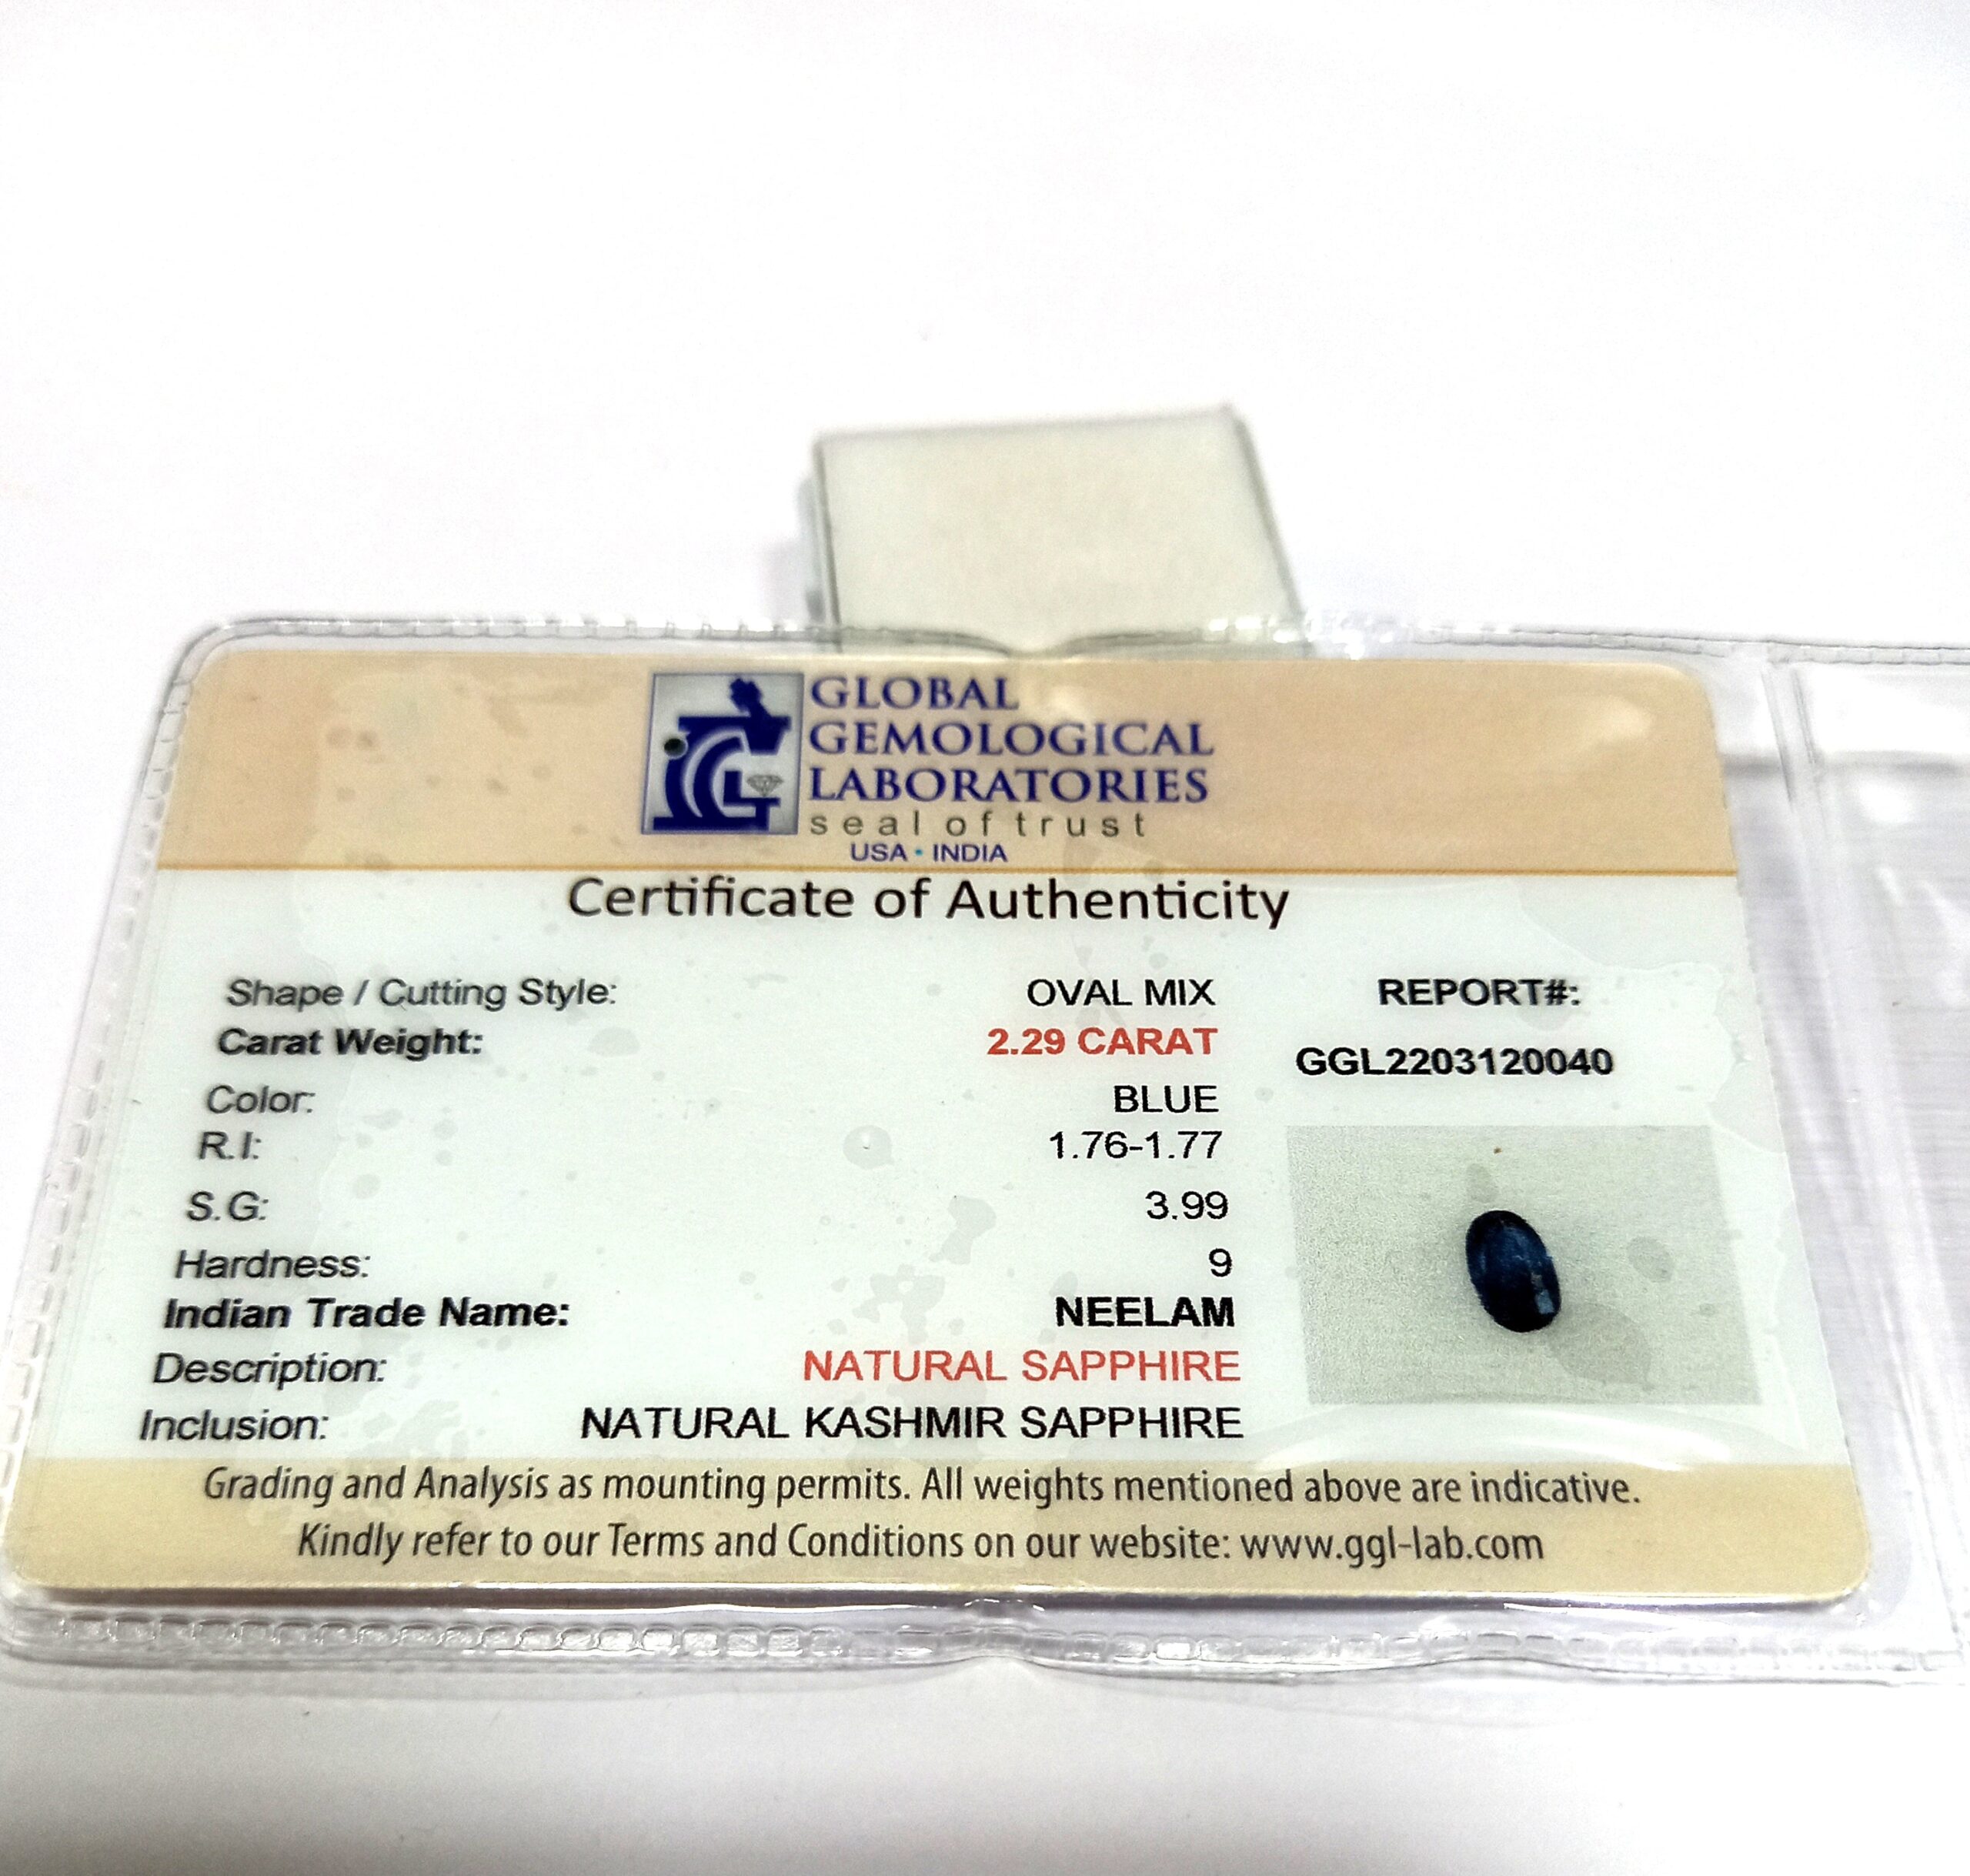 GLOBAL
GEMOLOGICAL
LABORATORIES
seal of trust
USA • INDIA
Certificate of Authenticity
Shape / Cutting Style: OVAL MIX
Carat Weight: 2.29 CARAT
Color: BLUE
R.I: 1.76-1.77
S.G: 3.99
Hardness: 9
Indian Trade Name: NEELAM
Description: NATURAL SAPPHIRE
Inclusion: NATURAL KASHMIR SAPPHIRE
REPORT#:
GGL2203120040
Grading and Analysis as mounting permits. All weights mentioned above are indicative.
Kindly refer to our Terms and Conditions on our website: www.ggl-lab.com